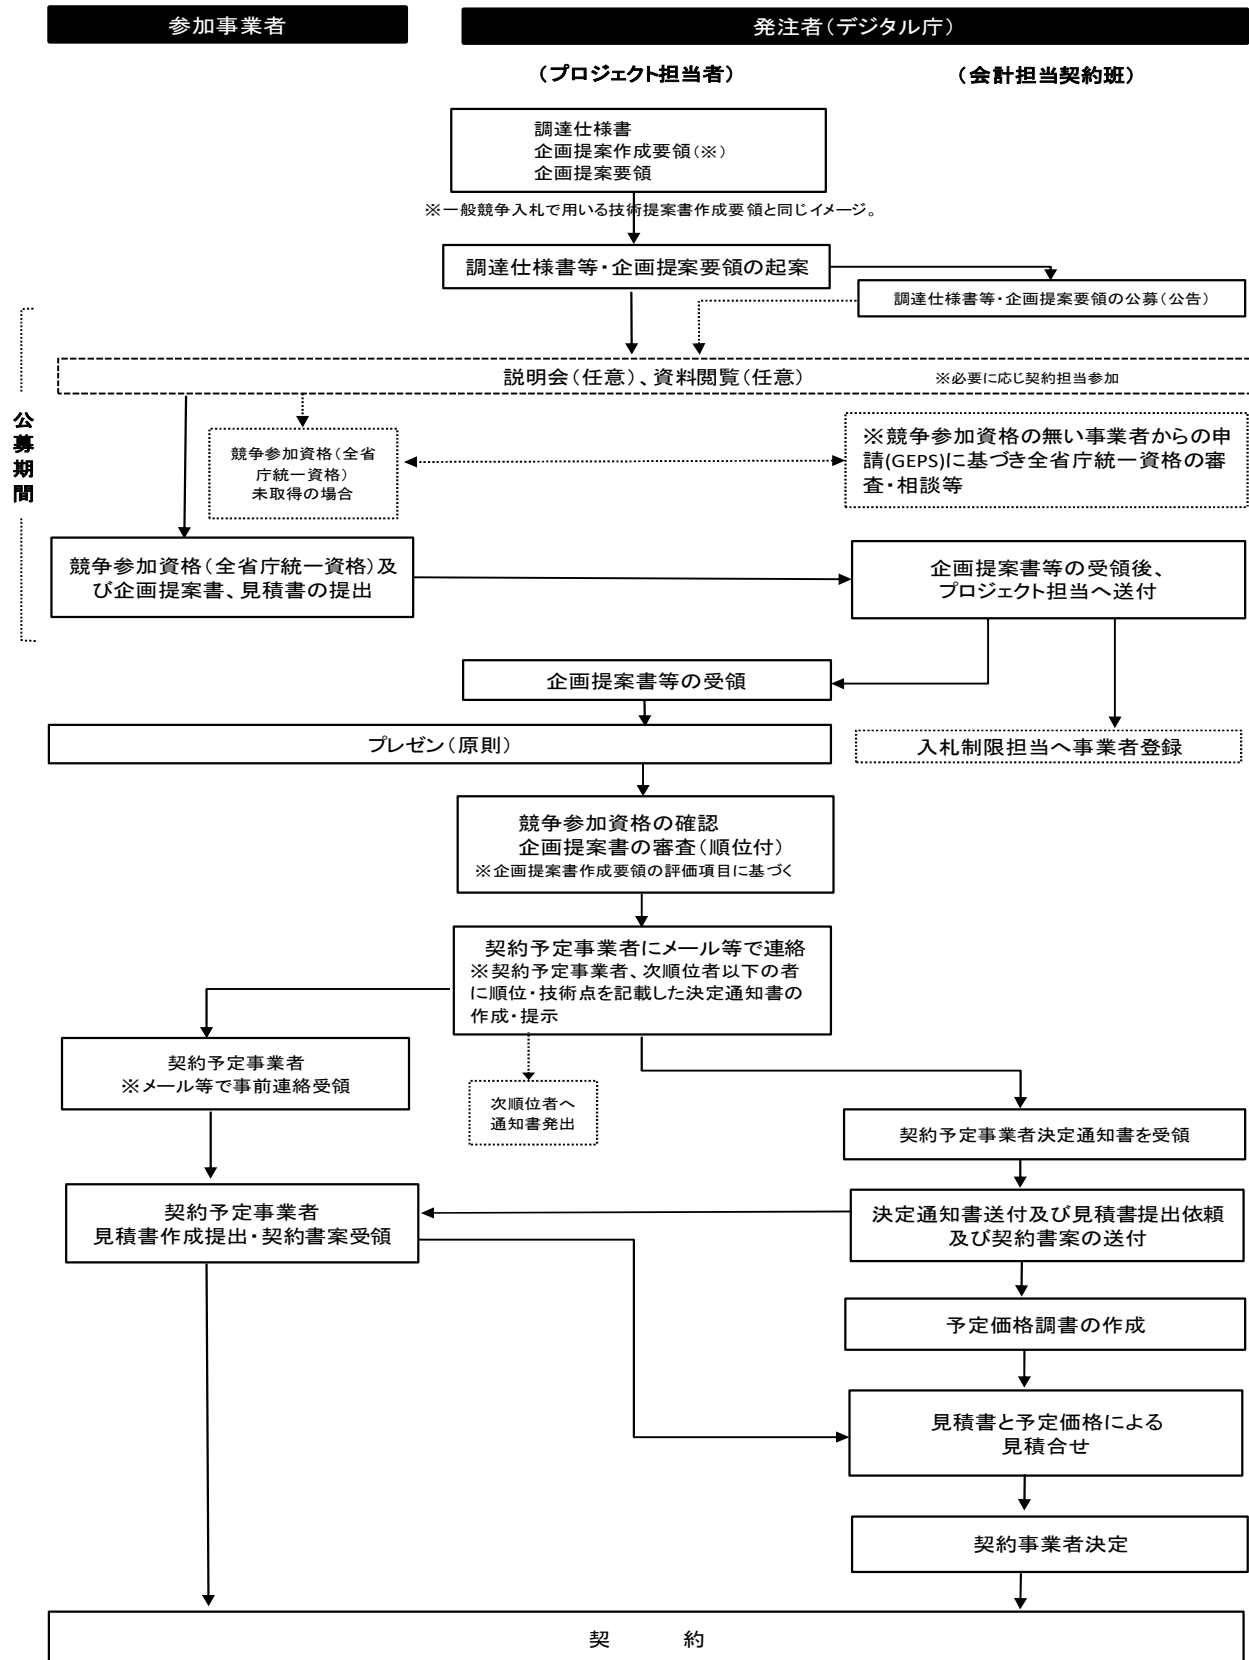 参加事業者
発注者(デジタル庁)
(プロジェクト担当者)
(会計担当契約班)
調達仕様書
企画提案作成要領(※)
企画提案要領
※一般競争入札で用いる技術提案書作成要領と同じイメージ。
調達仕様書等・企画提案要領の起案
調達仕様書等・企画提案要領の公募(公告)
公募期間
説明会(任意)、資料閲覧(任意)
※必要に応じ契約担当参加
競争参加資格(全省
庁統一資格)
未取得の場合
※競争参加資格の無い事業者からの申
請(GEPS)に基づき全省庁統一資格の審
査・相談等
競争参加資格(全省庁統一資格)及
び企画提案書、見積書の提出
企画提案書等の受領後、
プロジェクト担当へ送付
企画提案書等の受領
プレゼン(原則)
入札制限担当へ事業者登録
競争参加資格の確認
企画提案書の審査(順位付)
※企画提案書作成要領の評価項目に基づく
契約予定事業者にメール等で連絡
※契約予定事業者、次順位者以下の者
に順位・技術点を記載した決定通知書の
作成・提示
契約予定事業者
※メール等で事前連絡受領
次順位者へ
通知書発出
契約予定事業者決定通知書を受領
契約予定事業者
見積書作成提出・契約書案受領
決定通知書送付及び見積書提出依頼
及び契約書案の送付
予定価格調書の作成
見積書と予定価格による
見積合せ
契約事業者決定
契 約